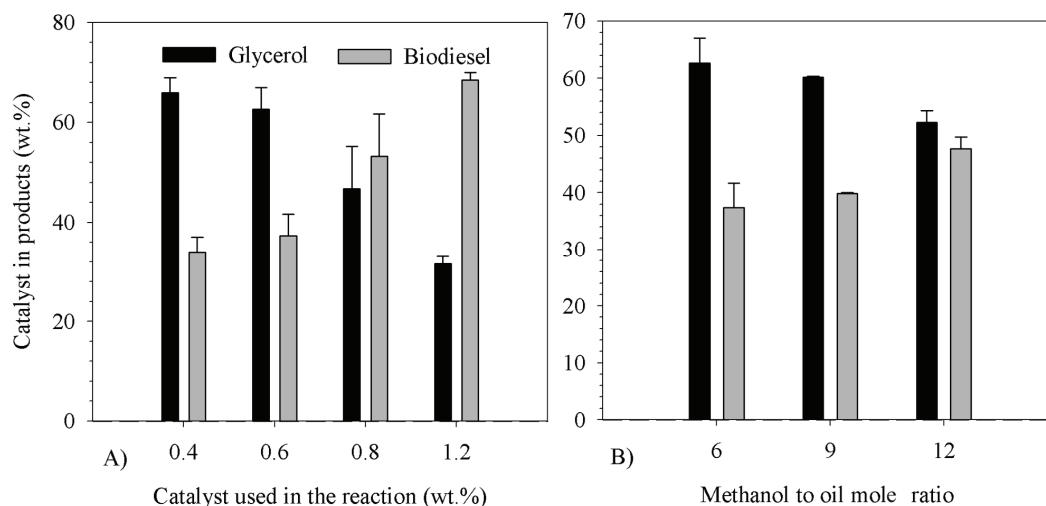 Catalyst in products (wt.%)
80
60
40
20
0
Glycerol
Biodiesel
0.4 0.6 0.8 1.2
A)
Catalyst used in the reaction (wt.%)
70
60
50
40
30
20
10
0
6 9 12
B)
Methanol to oil mole ratio